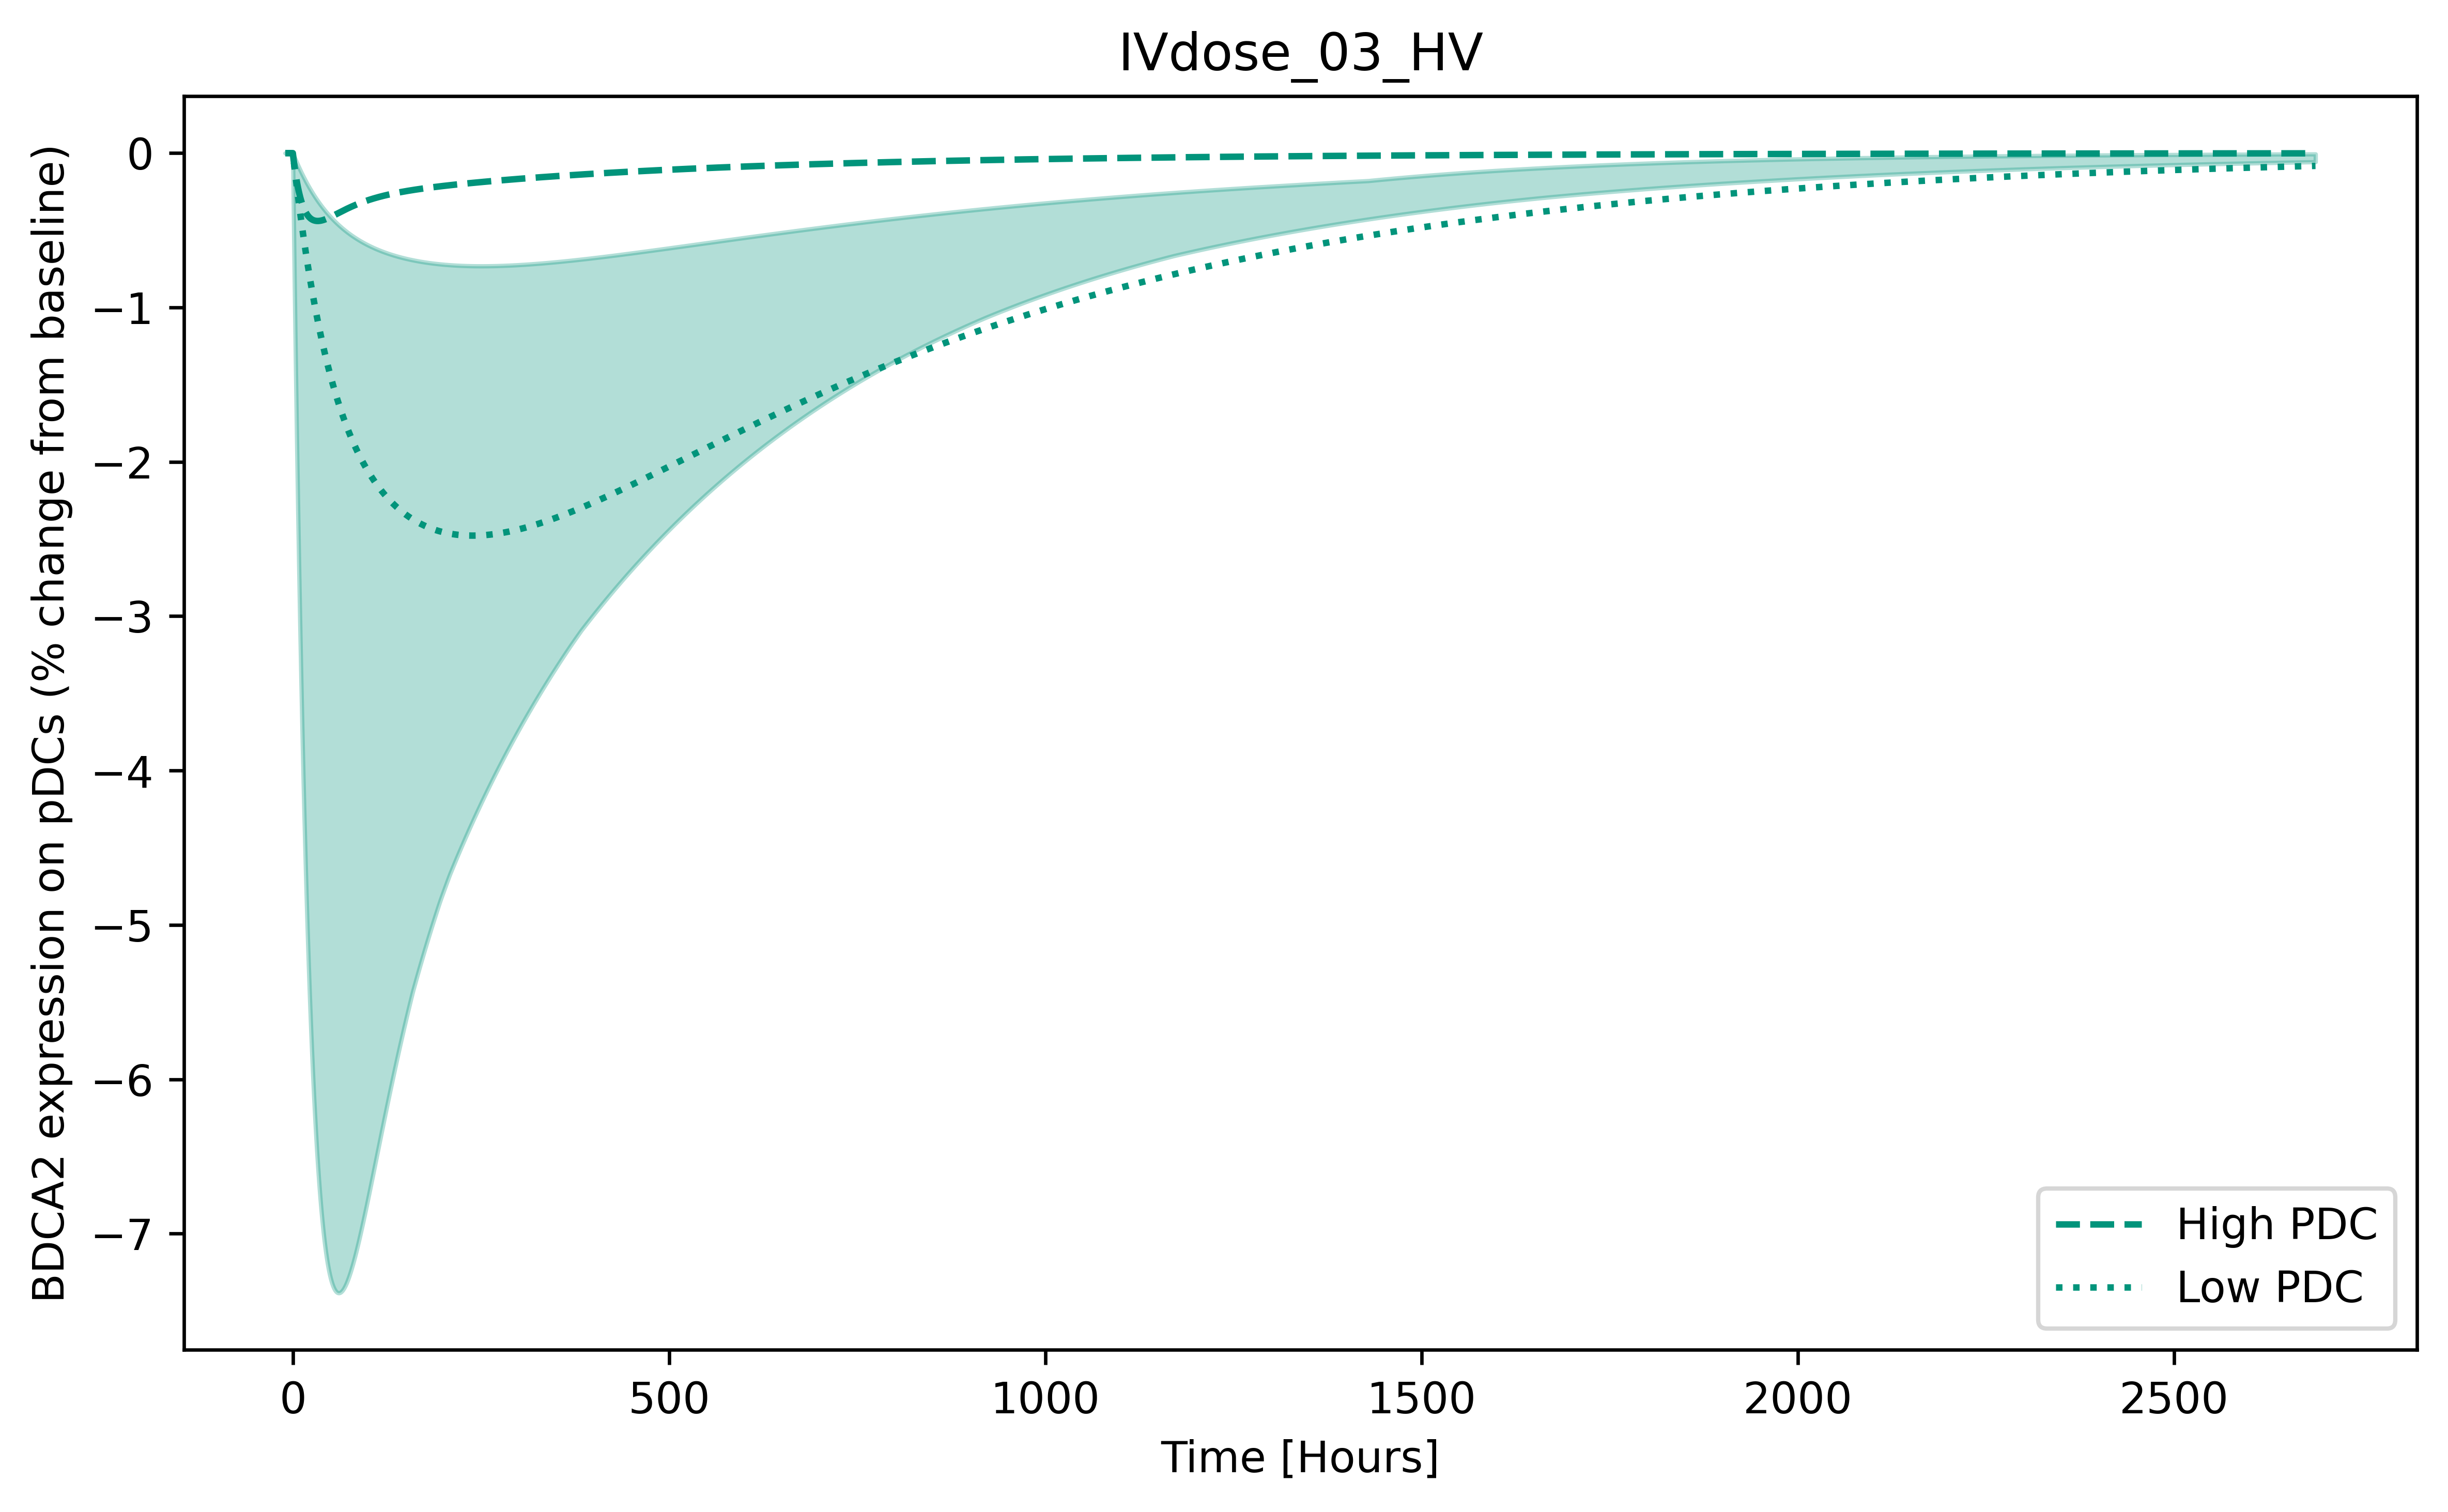 IVdose_03_HV
BDCA2 expression on pDCs (% change from baseline)
0
−1
−2
−3
−4
−5
−6
−7
0
500
1000
1500
2000
2500
Time [Hours]
High PDC
Low PDC